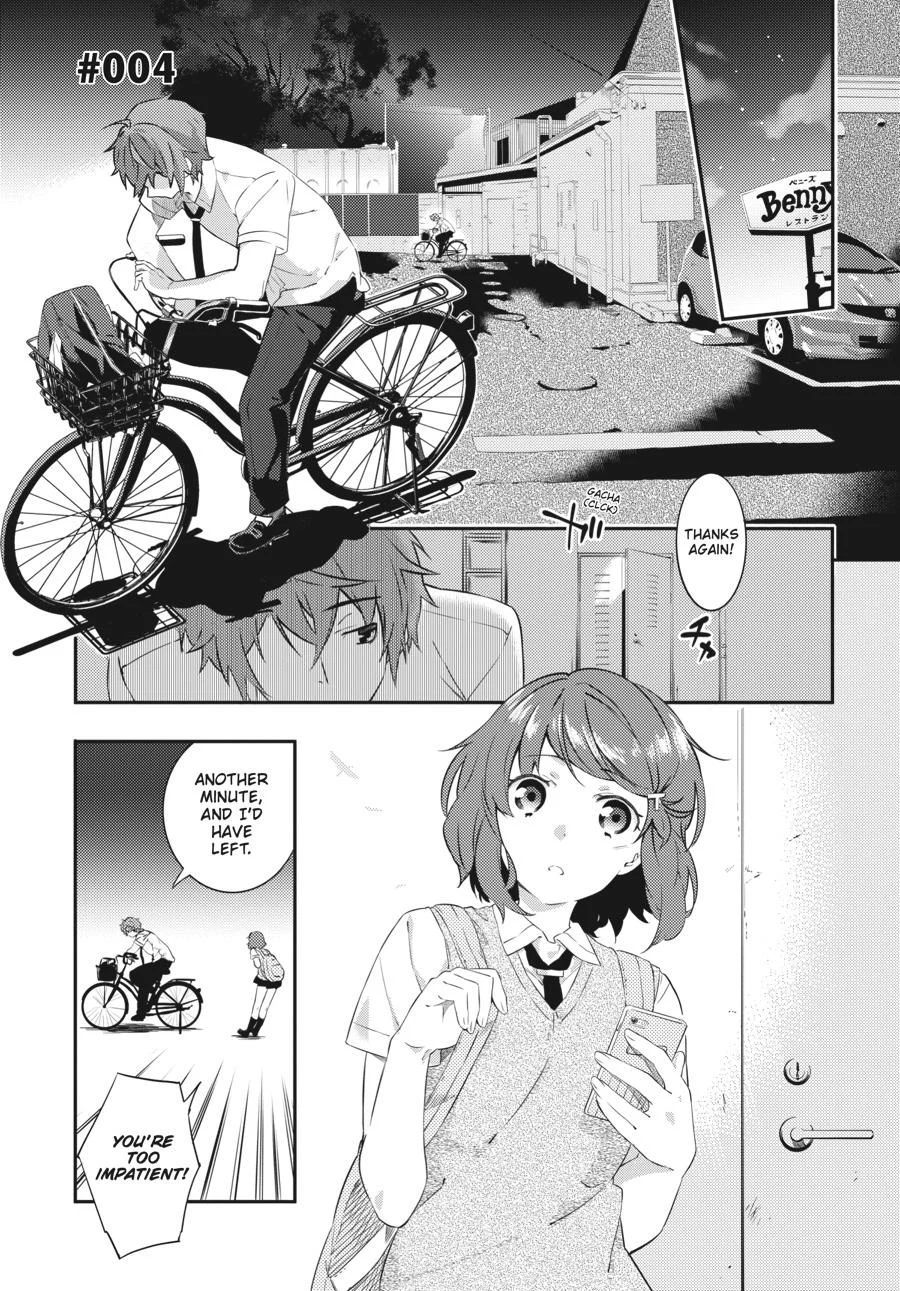 #004
ベニーズ
Benny
レストラン
THANKS
AGAIN!
GACHA
(CLCK)
ガチャ
ANOTHER
MINUTE,
AND I'D
HAVE
LEFT.
YOU'RE
TOO
IMPATIENT!